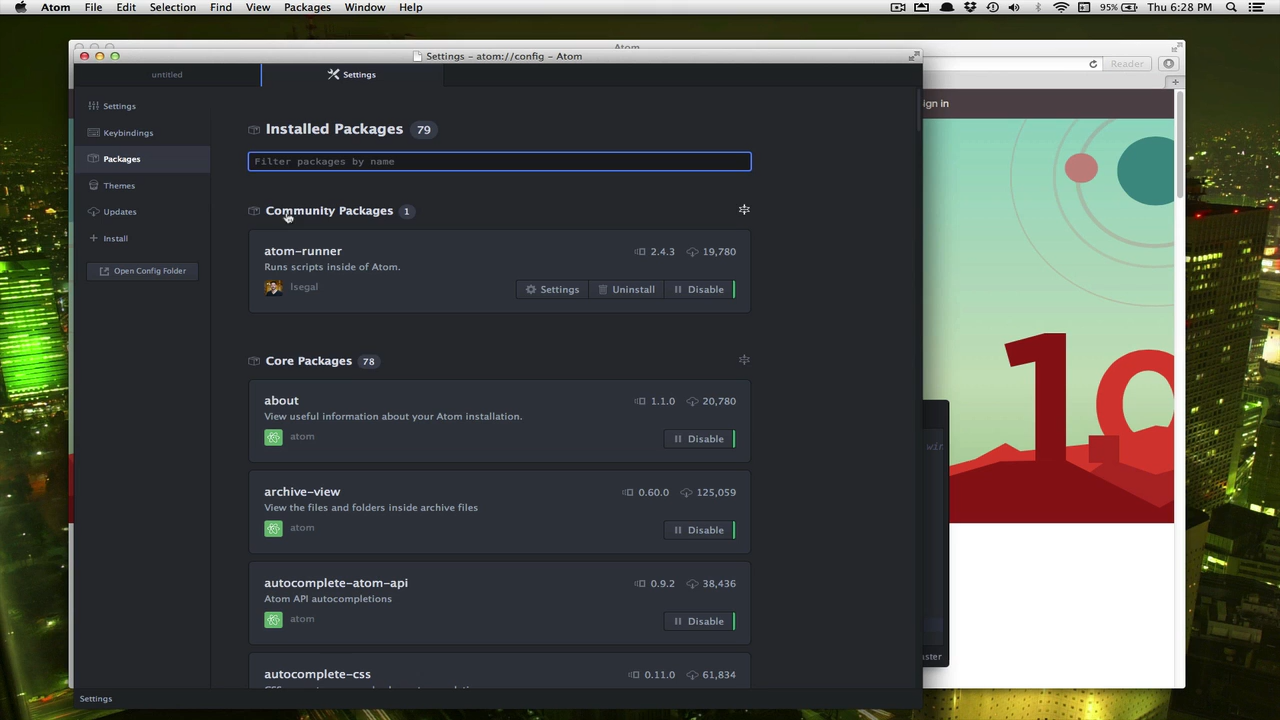 Atom File Edit Selection Find View Packages Window Help 95% Thu 6:28 PM
Atom
Settings - atom://config - Atom
Reader
untitled Settings
ign in
Settings
Keybindings
Packages
Themes
Updates
Install
Open Config Folder
Installed Packages 79
Filter packages by name
Community Packages 1
atom-runner 2.4.3 19,780
Runs scripts inside of Atom.
lsegal Settings Uninstall Disable
Core Packages 78
about 1.1.0 20,780
View useful information about your Atom installation.
atom Disable
archive-view 0.60.0 125,059
View the files and folders inside archive files
atom Disable
autocomplete-atom-api 0.9.2 38,436
Atom API autocompletions
atom Disable
autocomplete-css 0.11.0 61,834
Settings
10
win
aster